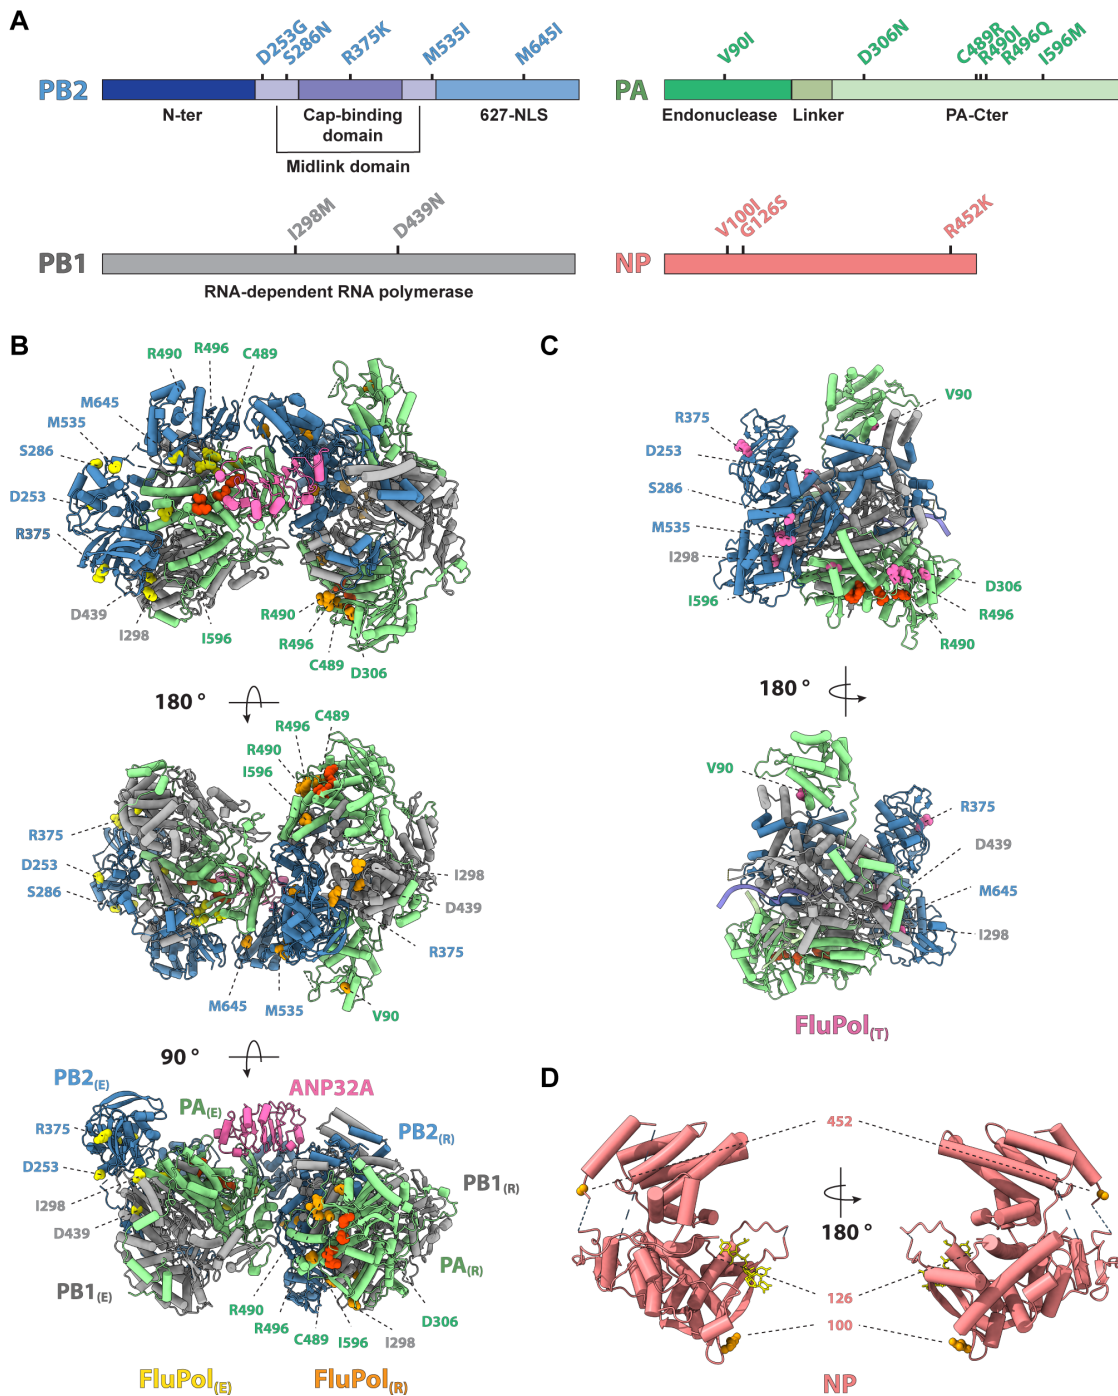 A
D253G
S286N
R375K
M535I
M645I
PB2
N-ter
Cap-binding
domain
627-NLS
Midlink domain
V90I
D306N
C489R
R490I
R496Q
I596M
PA
Endonuclease
Linker
PA-Cter
I298M
D439N
PB1
RNA-dependent RNA polymerase
V100I
G126S
R452K
NP
B
R490
R496
C489
M645
M535
S286
D253
R375
D439
I298
I596
R490
R496
C489
D306
180 °
C489
R496
R490
I596
R375
D253
S286
I298
D439
R375
M645
M535
V90
90 °
PB2(E)
PA(E)
ANP32A
PB2(R)
R375
D253
I298
D439
PB1(R)
PB1(E)
PA(R)
R490
R496
C489
I596
I298
D306
FluPol(E)
FluPol(R)
C
V90
R375
D253
S286
M535
I298
I596
D306
R496
R490
180 °
V90
R375
D439
M645
I298
FluPol(T)
D
452
180 °
126
100
NP